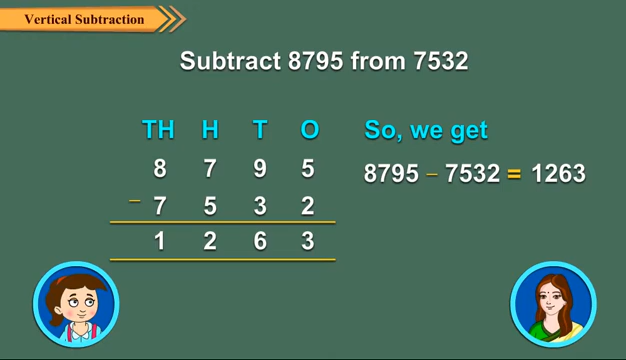 Vertical Subtraction
Subtract 8795 from 7532
TH H T O
8 7 9 5
– 7 5 3 2
1 2 6 3
So, we get
8795 – 7532 = 1263